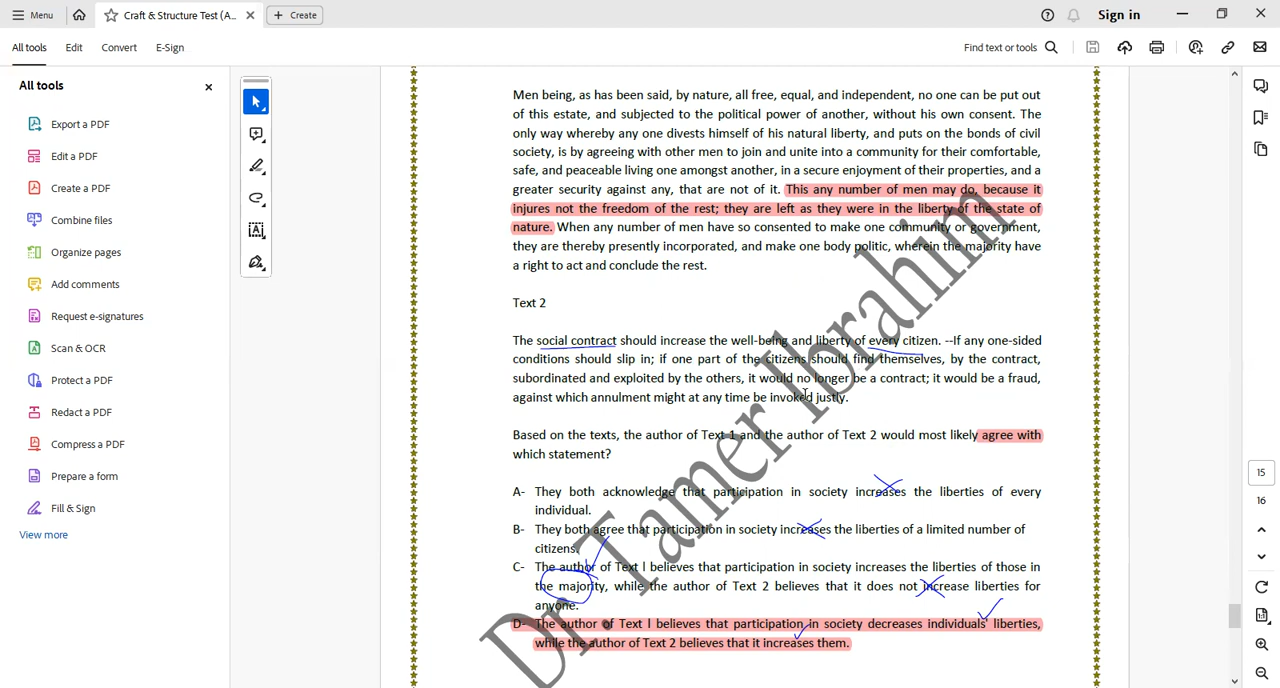 Menu
Craft & Structure Test (A...
Create
Sign in
All tools
Edit
Convert
E-Sign
Find text or tools
All tools
Export a PDF
Edit a PDF
Create a PDF
Combine files
Organize pages
Add comments
Request e-signatures
Scan & OCR
Protect a PDF
Redact a PDF
Compress a PDF
Prepare a form
Fill & Sign
View more
Men being, as has been said, by nature, all free, equal, and independent, no one can be put out
of this estate, and subjected to the political power of another, without his own consent. The
only way whereby any one divests himself of his natural liberty, and puts on the bonds of civil
society, is by agreeing with other men to join and unite into a community for their comfortable,
safe, and peaceable living one amongst another, in a secure enjoyment of their properties, and a
greater security against any, that are not of it. This any number of men may do, because it
injures not the freedom of the rest; they are left as they were in the liberty of the state of
nature. When any number of men have so consented to make one community or government,
they are thereby presently incorporated, and make one body politic, wherein the majority have
a right to act and conclude the rest.
Text 2
The social contract should increase the well-being and liberty of every citizen. --If any one-sided
conditions should slip in; if one part of the citizens should find themselves, by the contract,
subordinated and exploited by the others, it would no longer be a contract; it would be a fraud,
against which annulment might at any time be invoked justly.
Based on the texts, the author of Text 1 and the author of Text 2 would most likely agree with
which statement?
A- They both acknowledge that participation in society increases the liberties of every
individual.
B- They both agree that participation in society increases the liberties of a limited number of
citizens.
C- The author of Text I believes that participation in society increases the liberties of those in
the majority, while the author of Text 2 believes that it does not increase liberties for
anyone.
D- The author of Text I believes that participation in society decreases individuals' liberties,
while the author of Text 2 believes that it increases them.
Dr. Tamer Ibrahim
15
16